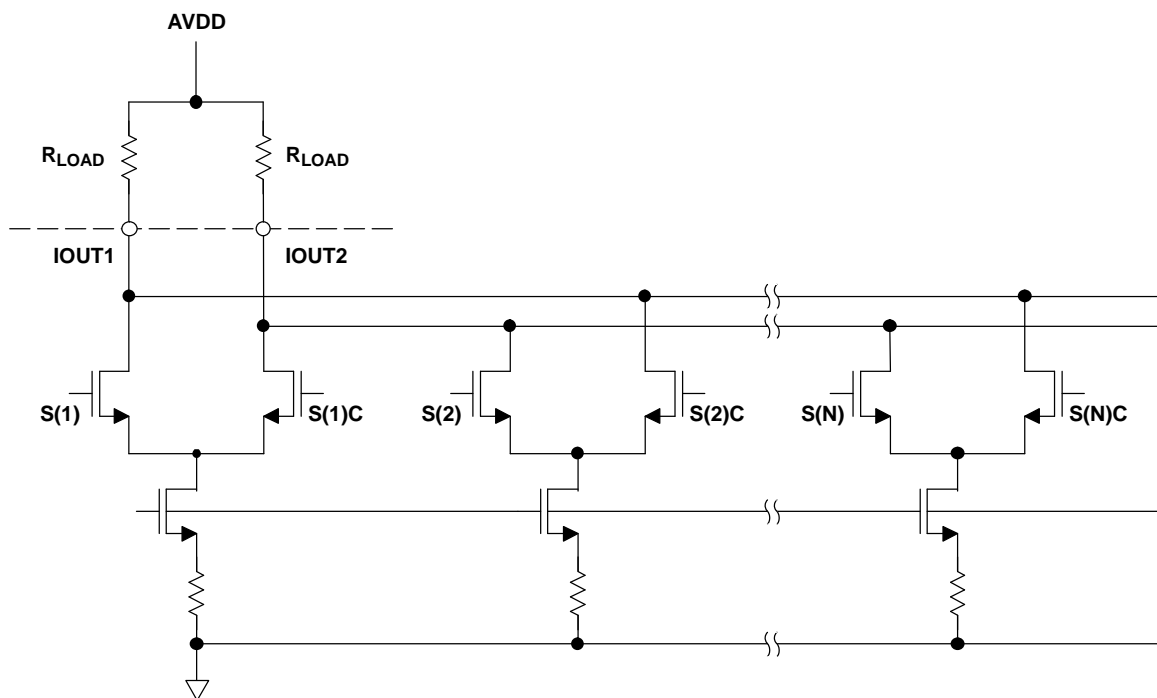 AVDD
RLOAD RLOAD
IOUT1 IOUT2
S(1) S(1)C S(2) S(2)C S(N) S(N)C